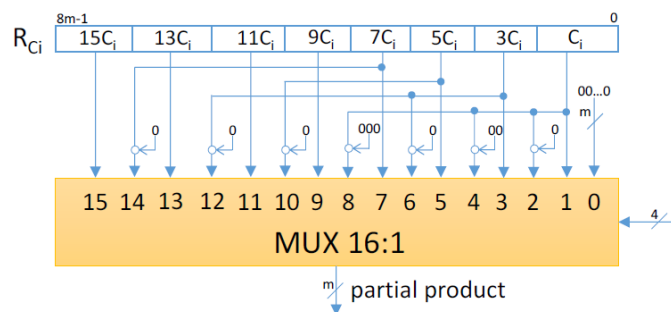 8m-1 0
R_Ci 15C_i 13C_i 11C_i 9C_i 7C_i 5C_i 3C_i C_i
00...0
m
0 0 0 000 0 00 0
15 14 13 12 11 10 9 8 7 6 5 4 3 2 1 0
4
MUX 16:1
m partial product